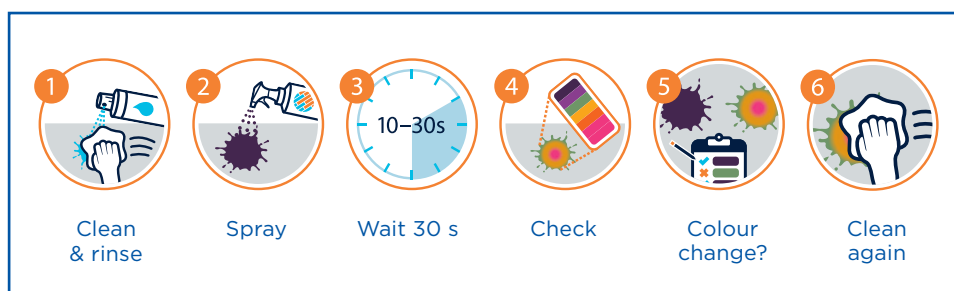 1
2
3
4
5
6
10–30s
Clean
& rinse
Spray
Wait 30 s
Check
Colour
change?
Clean
again